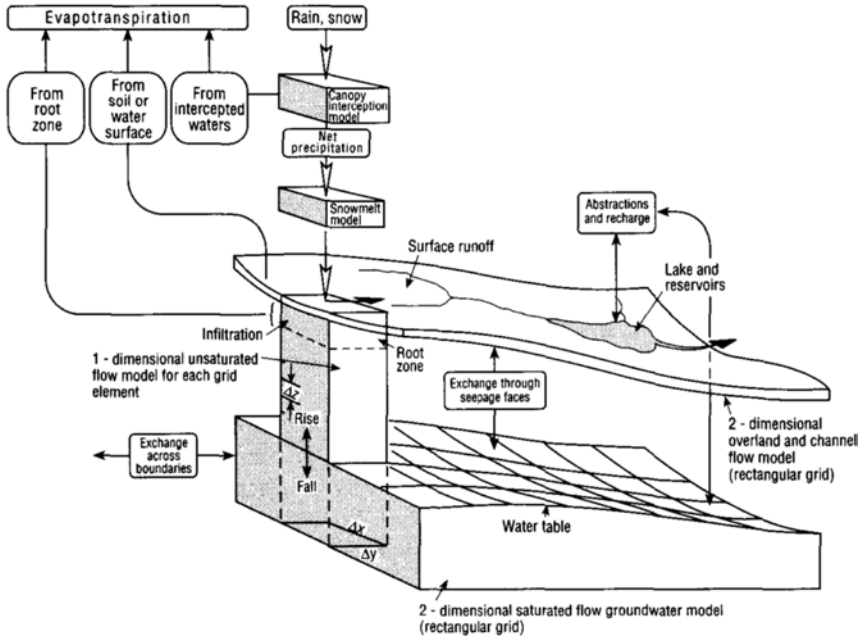 Evapotranspiration
Rain, snow
From
root
zone
From
soil or
water
surface
From
intercepted
waters
Canopy
interception
model
Net
precipitation
Snowmelt
model
Abstractions
and recharge
Surface runoff
Lake and
reservoirs
Infiltration
Root
zone
1 - dimensional unsaturated
flow model for each grid
element
Δz
Rise
Exchange through
seepage faces
2 - dimensional
overland and channel
flow model
(rectangular grid)
Exchange
across
boundaries
Fall
Δx
Δy
Water table
2 - dimensional saturated flow groundwater model
(rectangular grid)